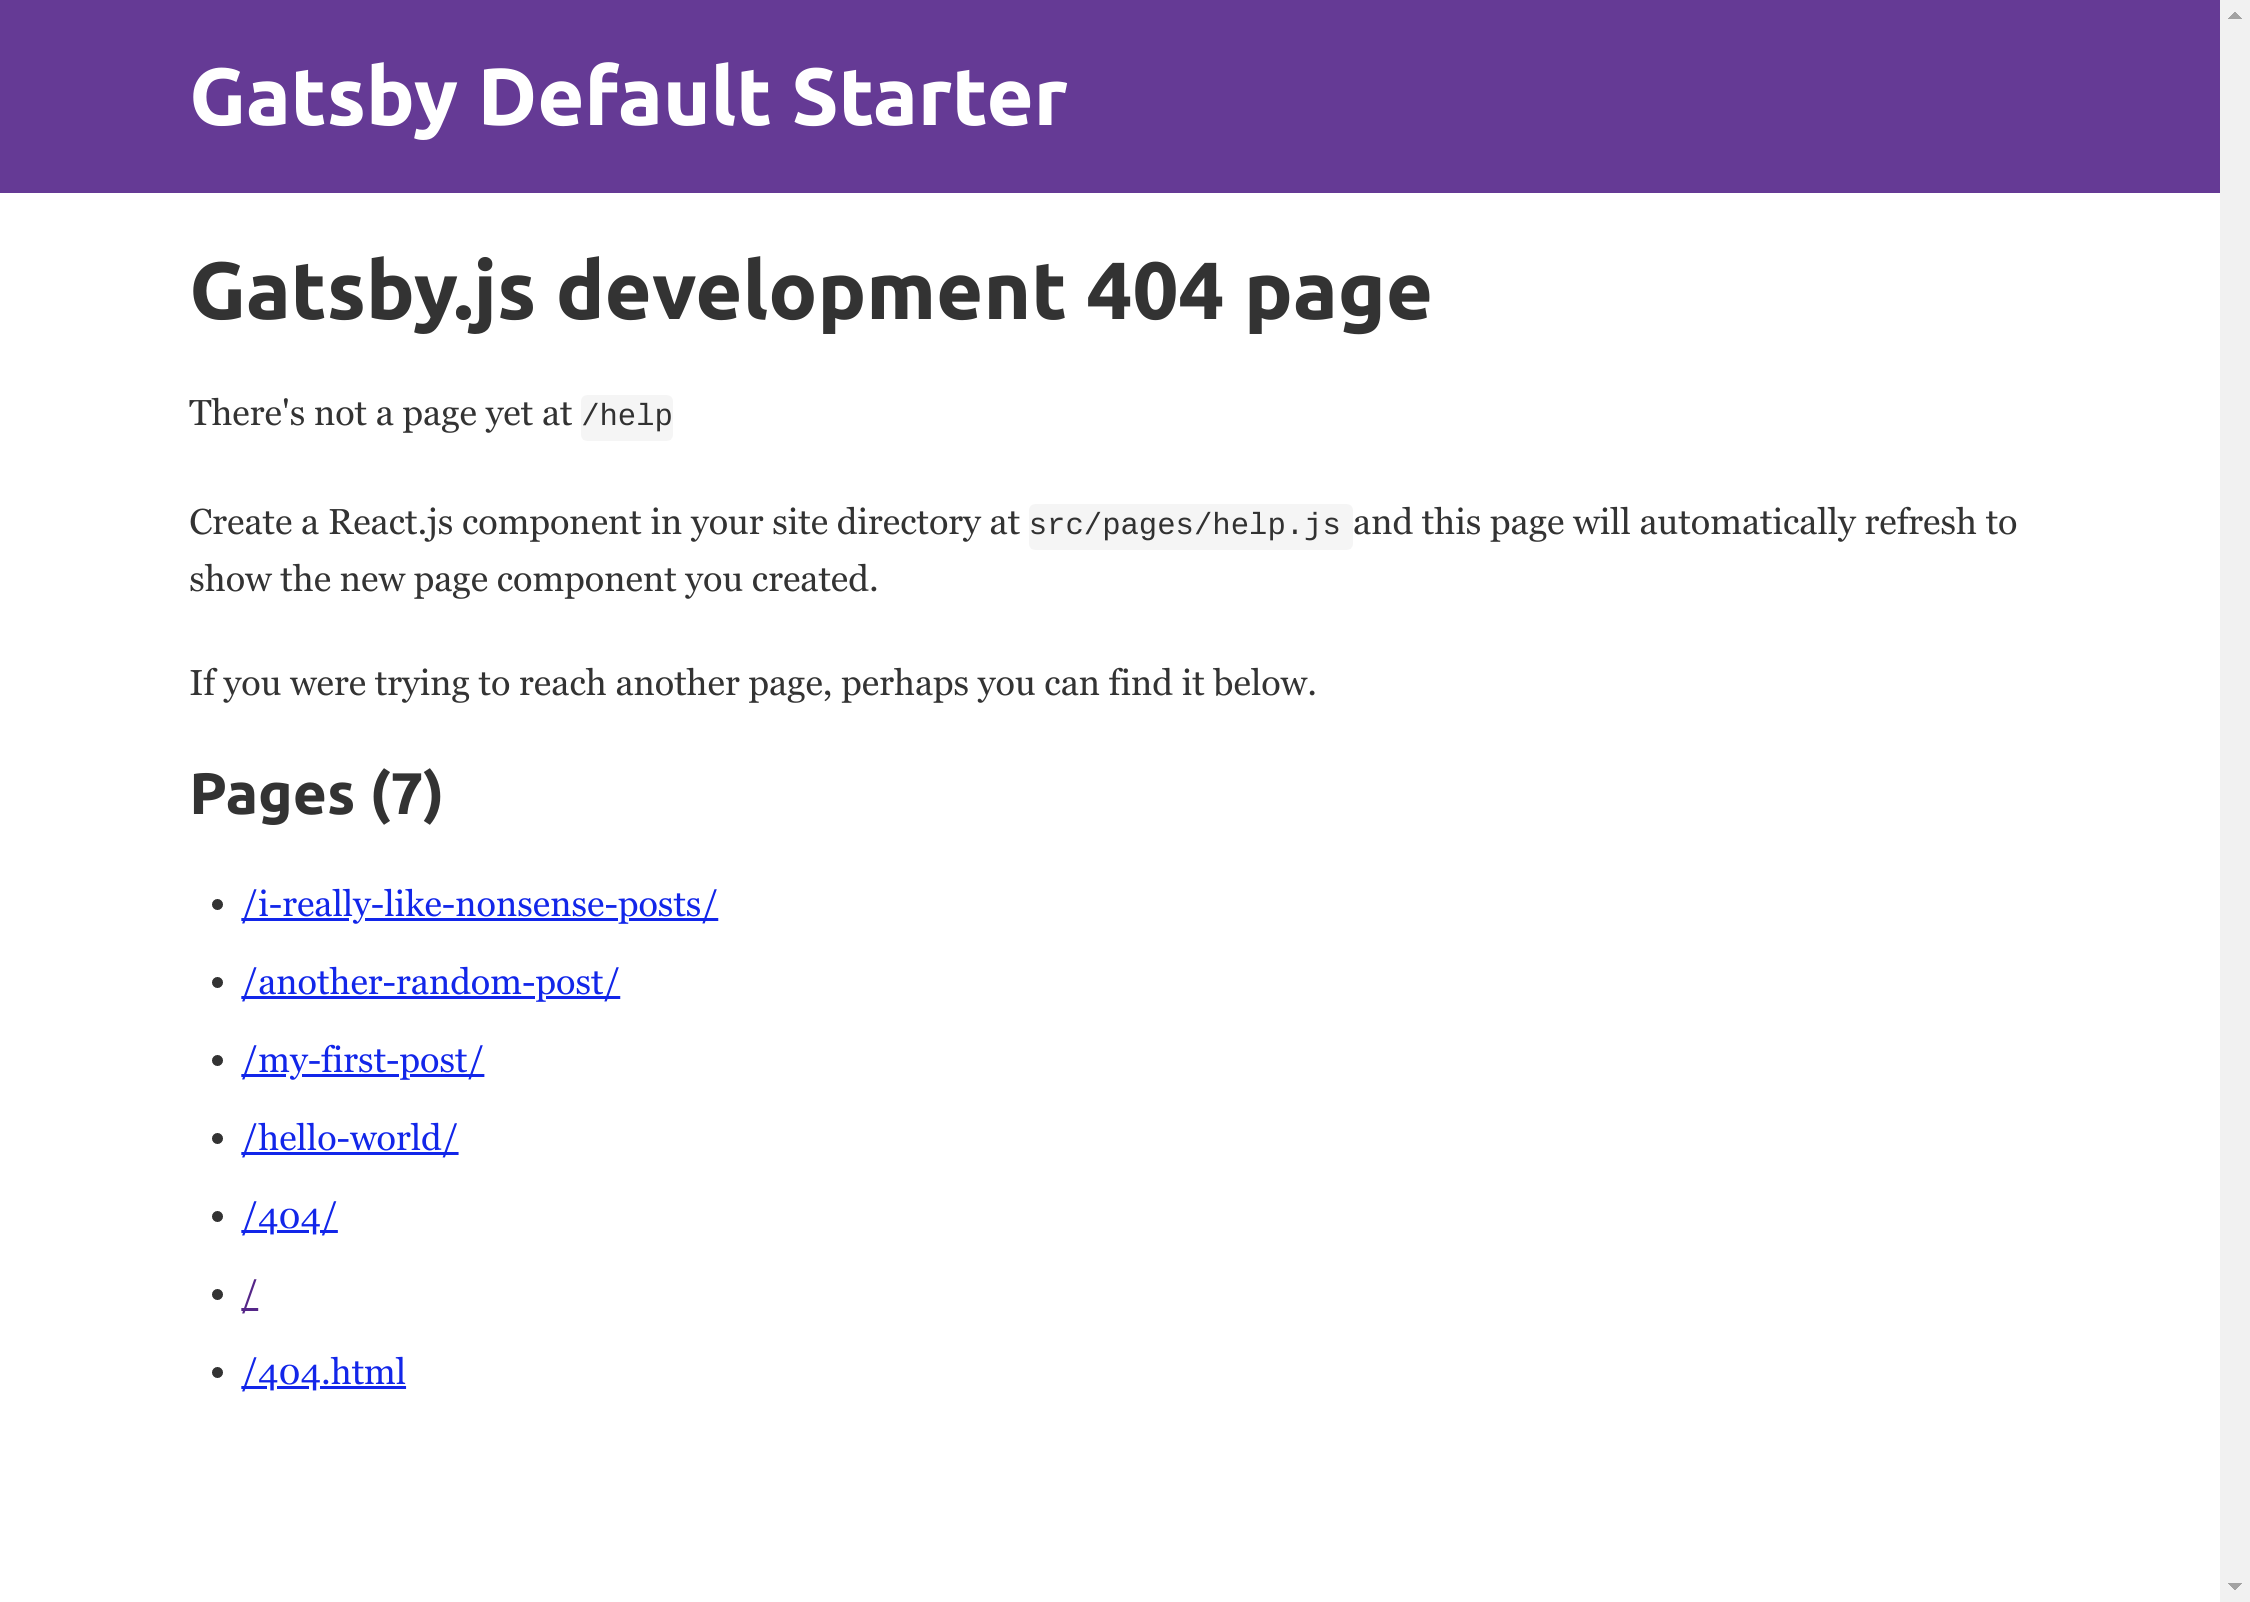 Gatsby Default Starter
Gatsby.js development 404 page
There's not a page yet at /help
Create a React.js component in your site directory at src/pages/help.js and this page will automatically refresh to
show the new page component you created.
If you were trying to reach another page, perhaps you can find it below.
Pages (7)
/i-really-like-nonsense-posts/
/another-random-post/
/my-first-post/
/hello-world/
/404/
/
/404.html